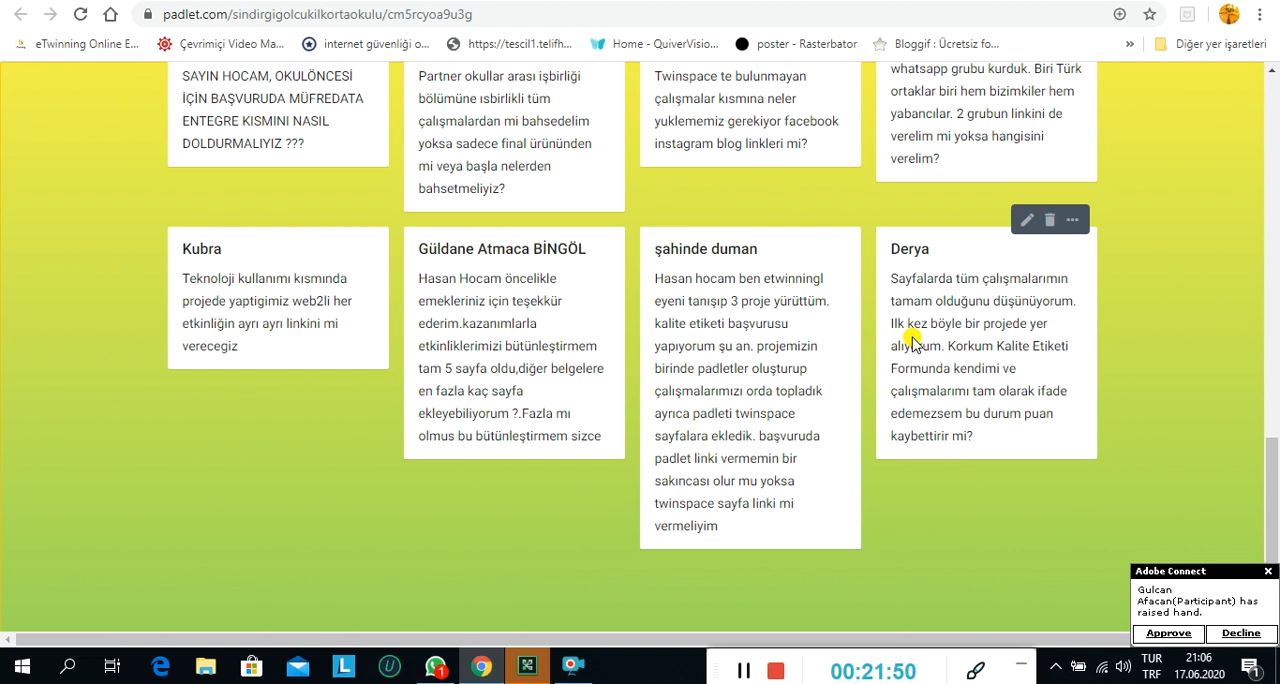 padlet.com/sindirgigolcukilkortaokulu/cm5rcyoa9u3g
eTwinning Online E...
Çevrimiçi Video Ma...
internet güvenliği o...
https://tescil1.telifh...
Home - QuiverVisio...
poster - Rasterbator
Bloggif : Ücretsiz fo...
»
Diğer yer işaretleri
SAYIN HOCAM, OKULÖNCESİ
İÇİN BAŞVURUDA MÜFREDATA
ENTEGRE KISMINI NASIL
DOLDURMALIYIZ ???
Partner okullar arası işbirliği
bölümüne ısbirlikli tüm
çalışmalardan mi bahsedelim
yoksa sadece final ürününden
mi veya başla nelerden
bahsetmeliyiz?
Twinspace te bulunmayan
çalışmalar kısmına neler
yuklememiz gerekiyor facebook
instagram blog linkleri mi?
whatsapp grubu kurduk. Biri Türk
ortaklar biri hem bizimkiler hem
yabancılar. 2 grubun linkini de
verelim mi yoksa hangisini
verelim?
Kubra
Teknoloji kullanımı kısmında
projede yaptigimiz web2li her
etkinliğin ayrı ayrı linkini mi
verecegiz
Güldane Atmaca BİNGÖL
Hasan Hocam öncelikle
emekleriniz için teşekkür
ederim.kazanımlarla
etkinliklerimizi bütünleştirmem
tam 5 sayfa oldu,diğer belgelere
en fazla kaç sayfa
ekleyebiliyorum ?.Fazla mı
olmus bu bütünleştirmem sizce
şahinde duman
Hasan hocam ben etwinningl
eyeni tanışıp 3 proje yürüttüm.
kalite etiketi başvurusu
yapıyorum şu an. projemizin
birinde padletler oluşturup
çalışmalarımızı orda topladık
ayrıca padleti twinspace
sayfalara ekledik. başvuruda
padlet linki vermemin bir
sakıncası olur mu yoksa
twinspace sayfa linki mi
vermeliyim
Derya
Sayfalarda tüm çalışmalarımın
tamam olduğunu düşünüyorum.
Ilk kez böyle bir projede yer
alıyorum. Korkum Kalite Etiketi
Formunda kendimi ve
çalışmalarımı tam olarak ifade
edemezsem bu durum puan
kaybettirir mi?
Adobe Connect
Gulcan
Afacan(Participant) has
raised hand.
Approve
Decline
00:21:50
TUR
TRF
21:06
17.06.2020